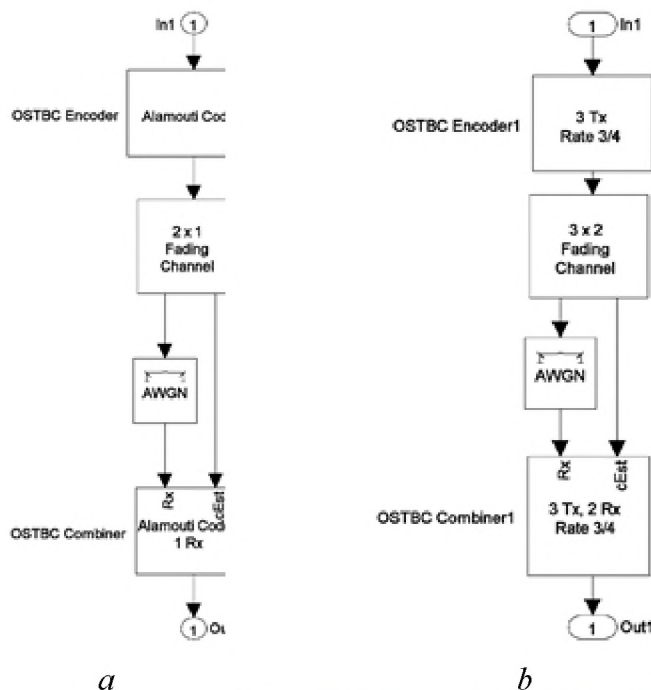 In1 1
OSTBC Encoder
Alamouti Cod
2 x 1
Fading
Channel
AWGN
Rx
cEst
OSTBC Combiner
Alamouti Cod
1 Rx
1 Ou
a
1 In1
OSTBC Encoder1
3 Tx
Rate 3/4
3 x 2
Fading
Channel
AWGN
Rx
cEst
OSTBC Combiner1
3 Tx, 2 Rx
Rate 3/4
1 Out1
b